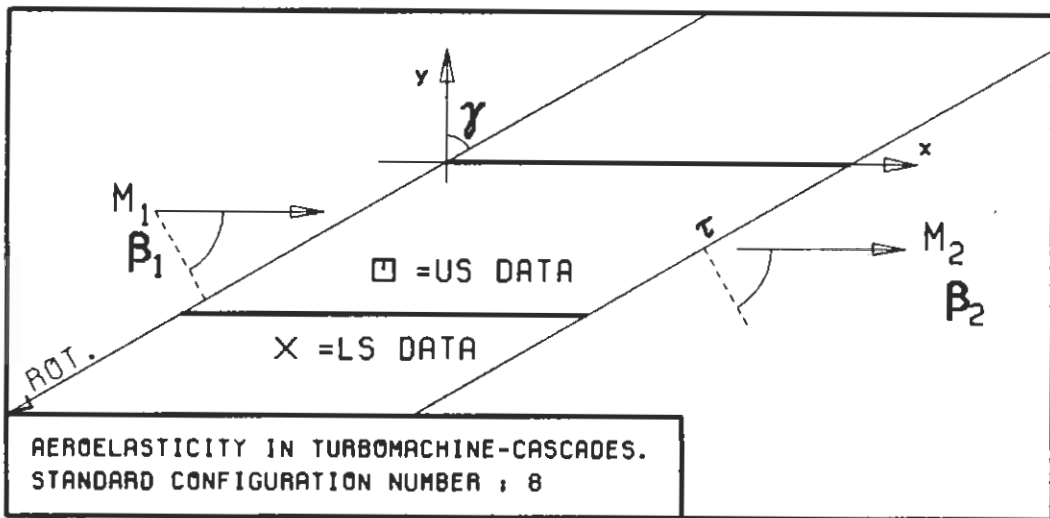 y
γ
x
M₁
β₁
τ
M₂
=US DATA
β₂
X =LS DATA
ROT.
AEROELASTICITY IN TURBOMACHINE-CASCADES.
STANDARD CONFIGURATION NUMBER : 8